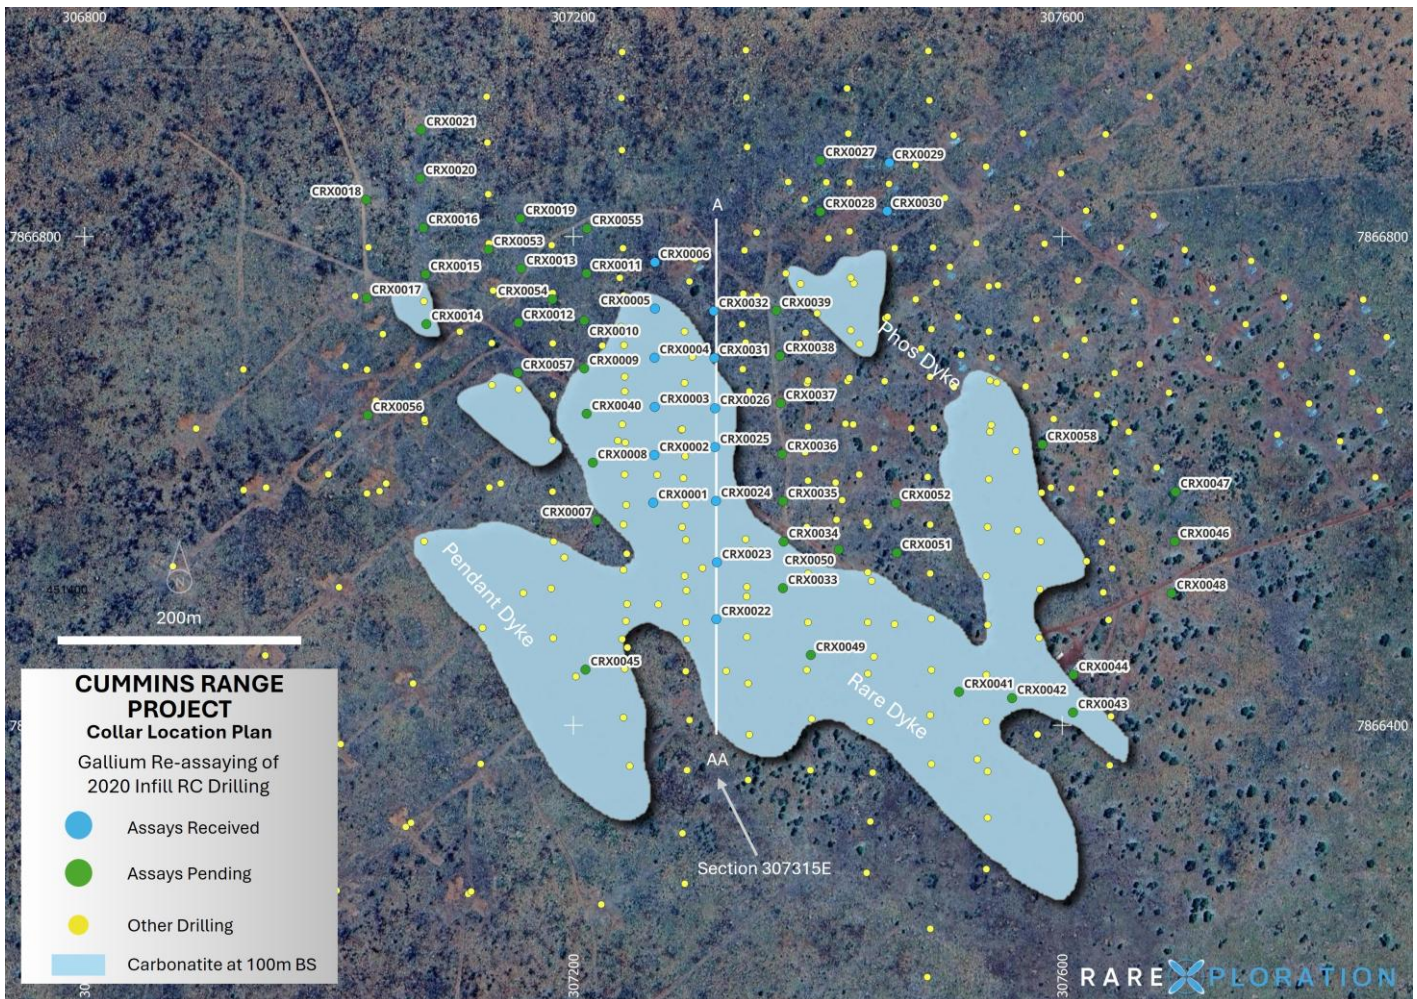 306800
307200
307600
CRX0021
CRX0027
CRX0029
CRX0020
CRX0018
CRX0028
CRX0030
CRX0019
CRX0016
CRX0055
A
7866800
7866800
CRX0053
CRX0006
CRX0013
CRX0011
CRX0015
CRX0017
CRX0054
CRX0005
CRX0032
CRX0039
CRX0014
CRX0012
CRX0010
CRX0004
CRX0031
CRX0038
Phos Dyke
CRX0057
CRX0009
CRX0056
CRX0040
CRX0003
CRX0026
CRX0037
CRX0058
CRX0008
CRX0002
CRX0025
CRX0036
CRX0047
CRX0007
CRX0001
CRX0024
CRX0035
CRX0052
CRX0034
CRX0046
CRX0023
CRX0050
CRX0051
Pendant Dyke
CRX0033
CRX0048
N
200m
CRX0022
CRX0045
CRX0049
CRX0044
Rare Dyke
CRX0041
CRX0042
CRX0043
7866400
AA
Section 307315E
CUMMINS RANGE
PROJECT
Collar Location Plan
Gallium Re-assaying of
2020 Infill RC Drilling
Assays Received
Assays Pending
Other Drilling
Carbonatite at 100m BS
307200
307600
RAREXPLORATION